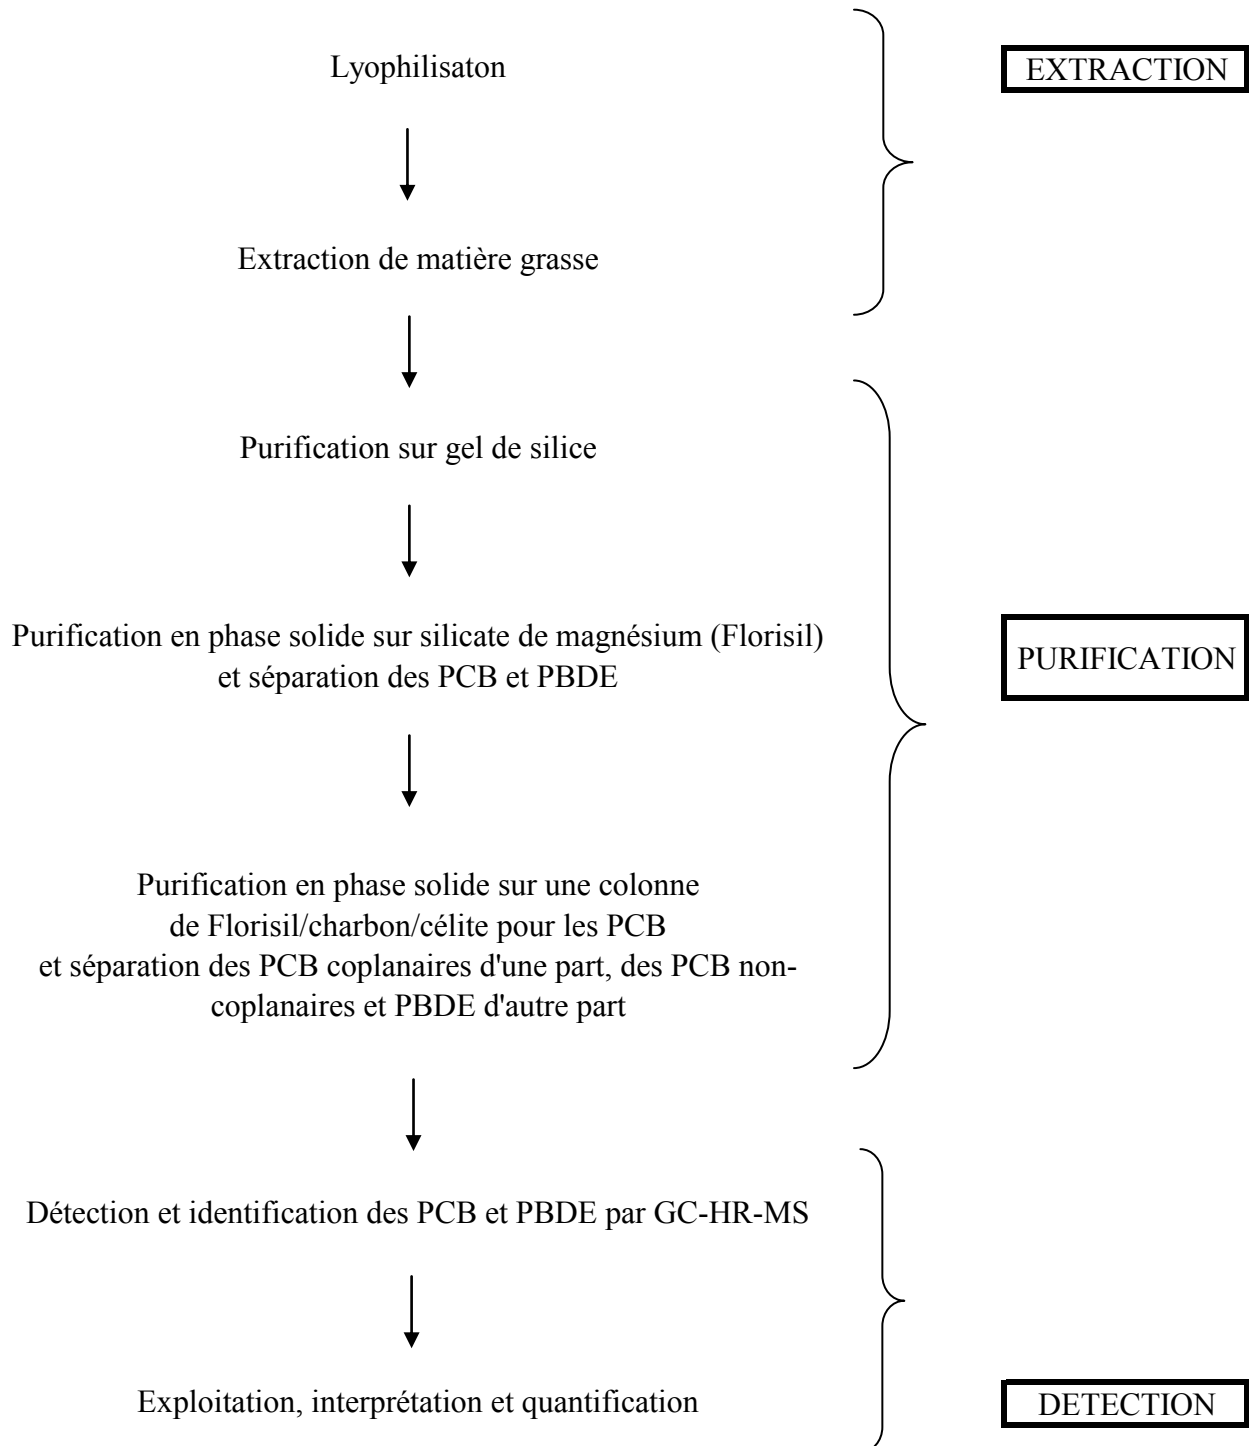 Lyophilisaton
EXTRACTION
Extraction de matière grasse
Purification sur gel de silice
Purification en phase solide sur silicate de magnésium (Florisil)
et séparation des PCB et PBDE
PURIFICATION
Purification en phase solide sur une colonne
de Florisil/charbon/célite pour les PCB
et séparation des PCB coplanaires d'une part, des PCB non-
coplanaires et PBDE d'autre part
Détection et identification des PCB et PBDE par GC-HR-MS
Exploitation, interprétation et quantification
DETECTION